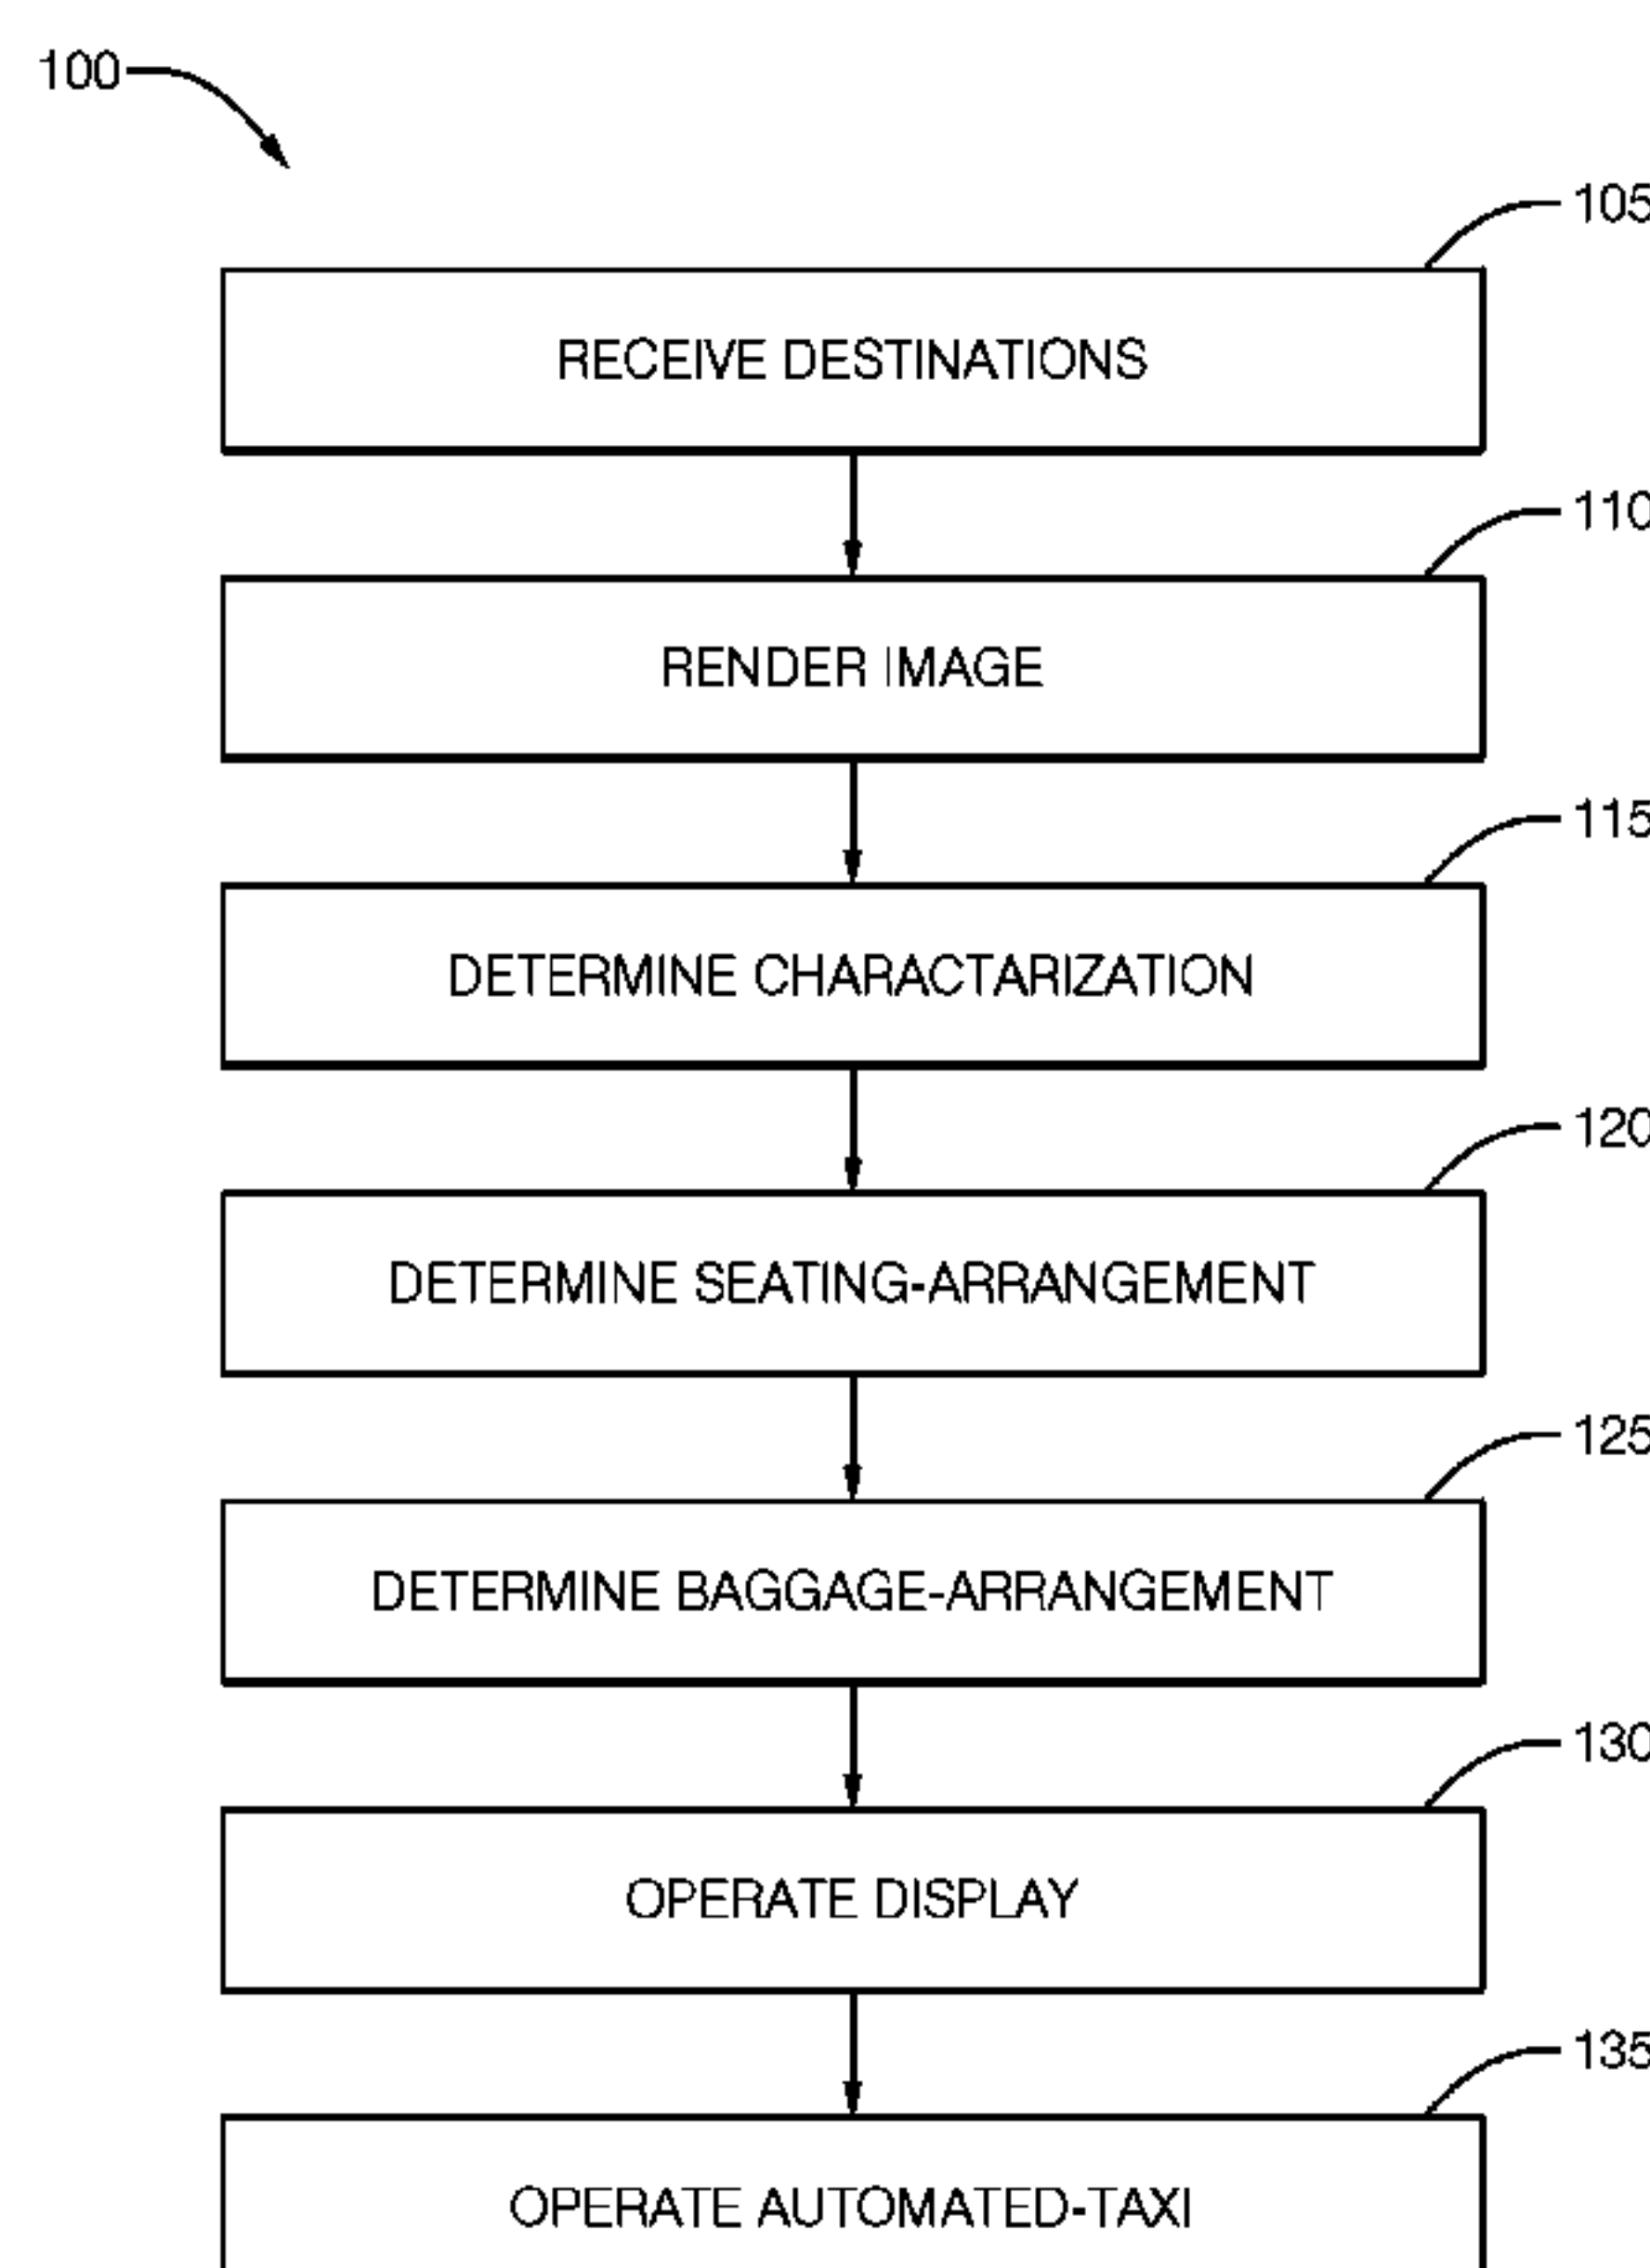 100
105
RECEIVE DESTINATIONS
110
RENDER IMAGE
115
DETERMINE CHARACTARIZATION
120
DETERMINE SEATING-ARRANGEMENT
125
DETERMINE BAGGAGE-ARRANGEMENT
130
OPERATE DISPLAY
135
OPERATE AUTOMATED-TAXI